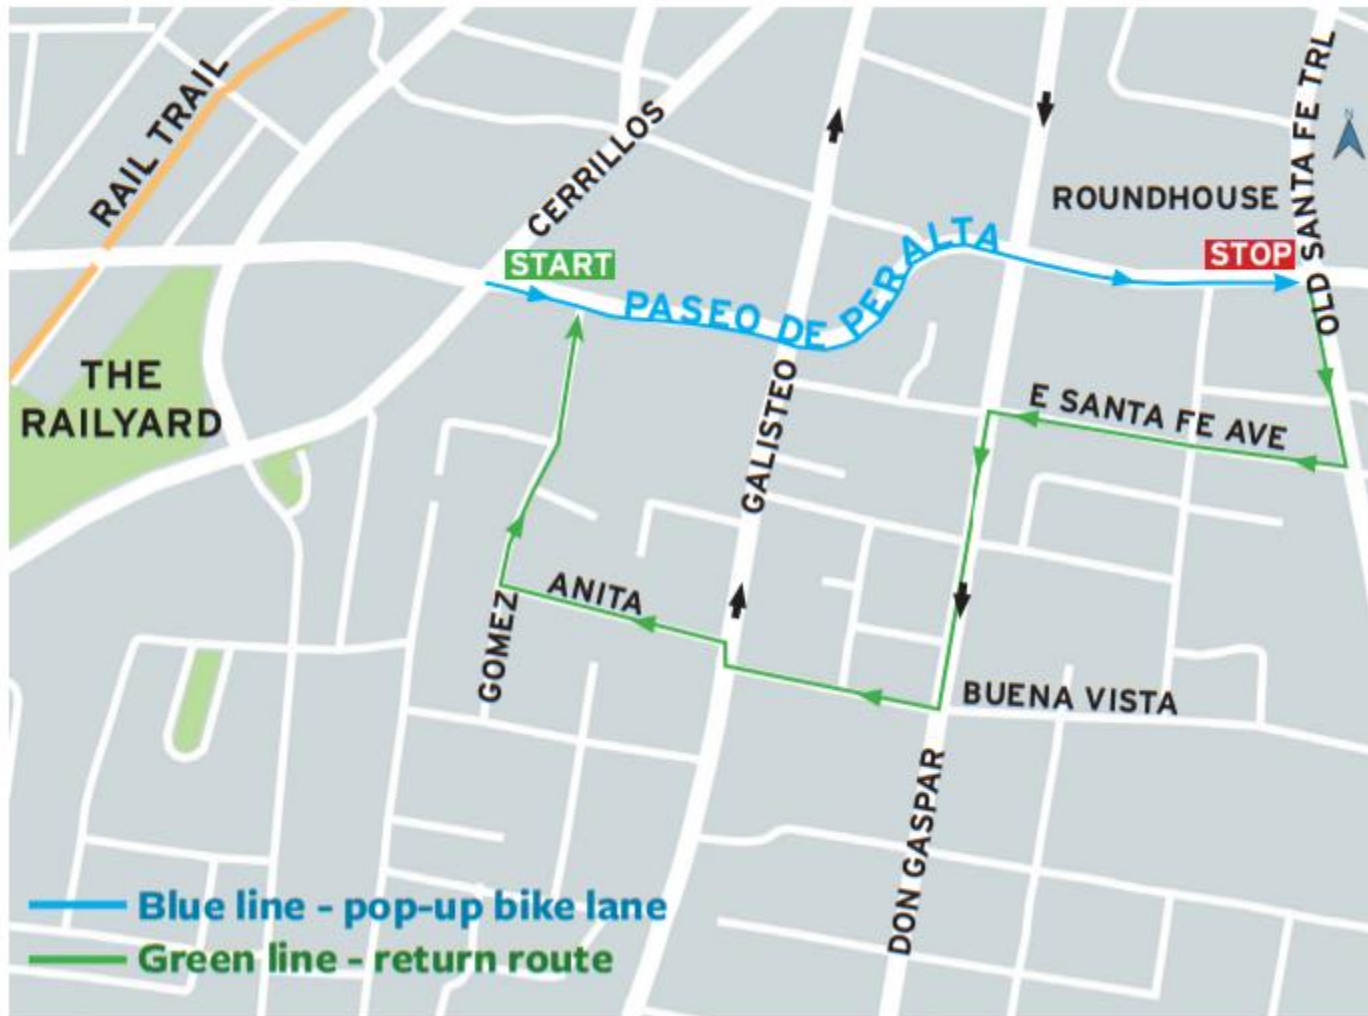 RAIL TRAIL
CERRILLOS
OLD SANTA FE TRL
N
ROUNDHOUSE
START
STOP
PASEO DE PERALTA
THE
RAILYARD
GALISTEO
E SANTA FE AVE
ANITA
GOMEZ
BUENA VISTA
DON GASPAR
Blue line - pop-up bike lane
Green line - return route